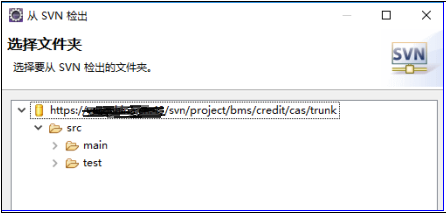 从 SVN 检出
选择文件夹
选择要从 SVN 检出的文件夹。
SVN
https:/ /svn/project/bms/credit/cas/trunk
src
main
test